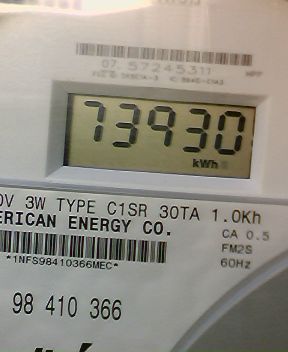 07 57245311
73930
kWh
0V 3W TYPE C1SR 30TA 1.0Kh
ERICAN ENERGY CO.
CA 0.5
FM2S
*1NFS98410366MEC*
60Hz
98 410 366